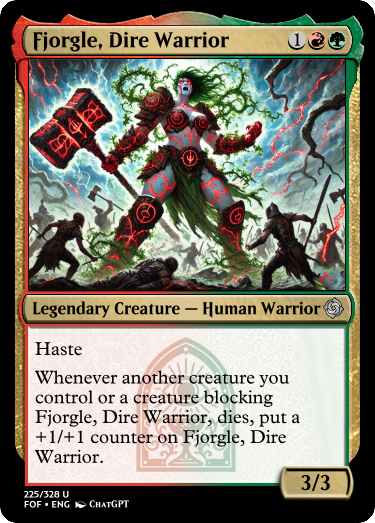 Fjorgle, Dire Warrior 1
Legendary Creature — Human Warrior
Haste
Whenever another creature you
control or a creature blocking
Fjorgle, Dire Warrior, dies, put a
+1/+1 counter on Fjorgle, Dire
Warrior.
3/3
225/328 U
FOF • ENG ChatGPT